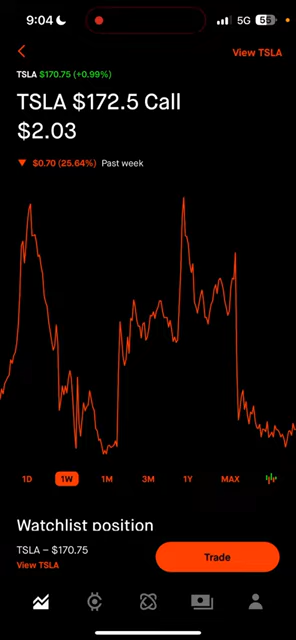 9:04 5G 55
View TSLA
TSLA $170.75 (+0.99%)
TSLA $172.5 Call
$2.03
▼ $0.70 (25.64%) Past week
1D 1W 1M 3M 1Y MAX
Watchlist position
TSLA – $170.75
View TSLA
Trade